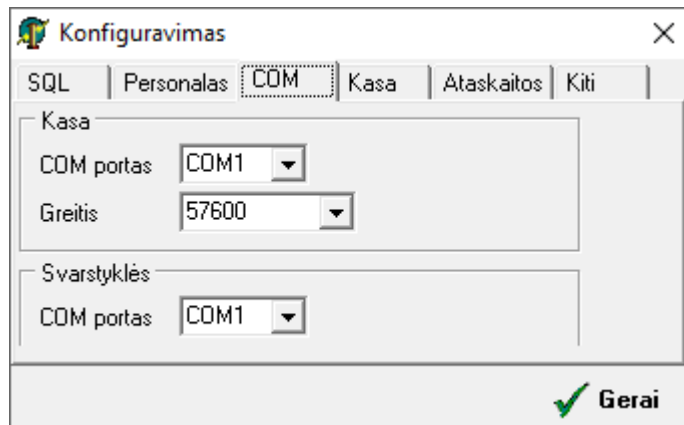 Konfiguravimas
SQL Personalas COM Kasa Ataskaitos Kiti
Kasa
COM portas COM1
Greitis 57600
Svarstyklės
COM portas COM1
Gerai